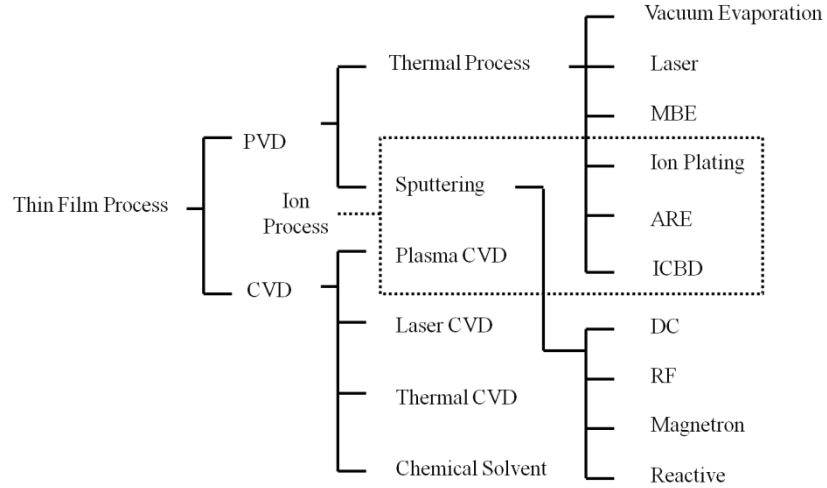 Vacuum Evaporation
Thermal Process
Laser
MBE
PVD
Ion Plating
Sputtering
Ion
Process
Thin Film Process
ARE
Plasma CVD
ICBD
CVD
Laser CVD
DC
RF
Thermal CVD
Magnetron
Chemical Solvent
Reactive